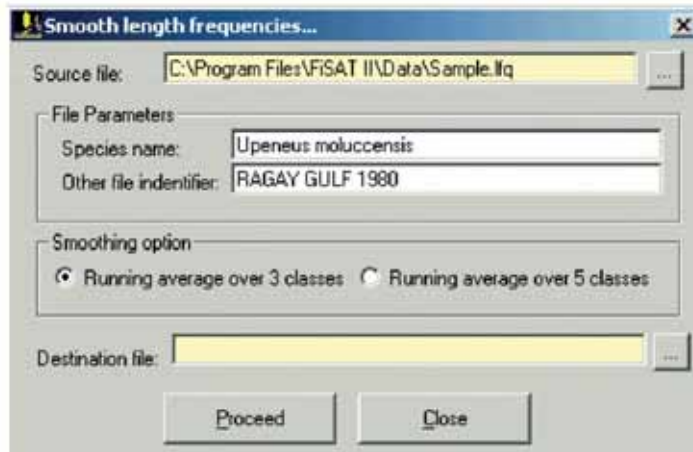 Smooth length frequencies...
Source file: C:\Program Files\FiSAT II\Data\Sample.lfq ...
File Parameters
Species name: Upeneus moluccensis
Other file indentifier: RAGAY GULF 1980
Smoothing option
Running average over 3 classes Running average over 5 classes
Destination file: ...
Proceed Close